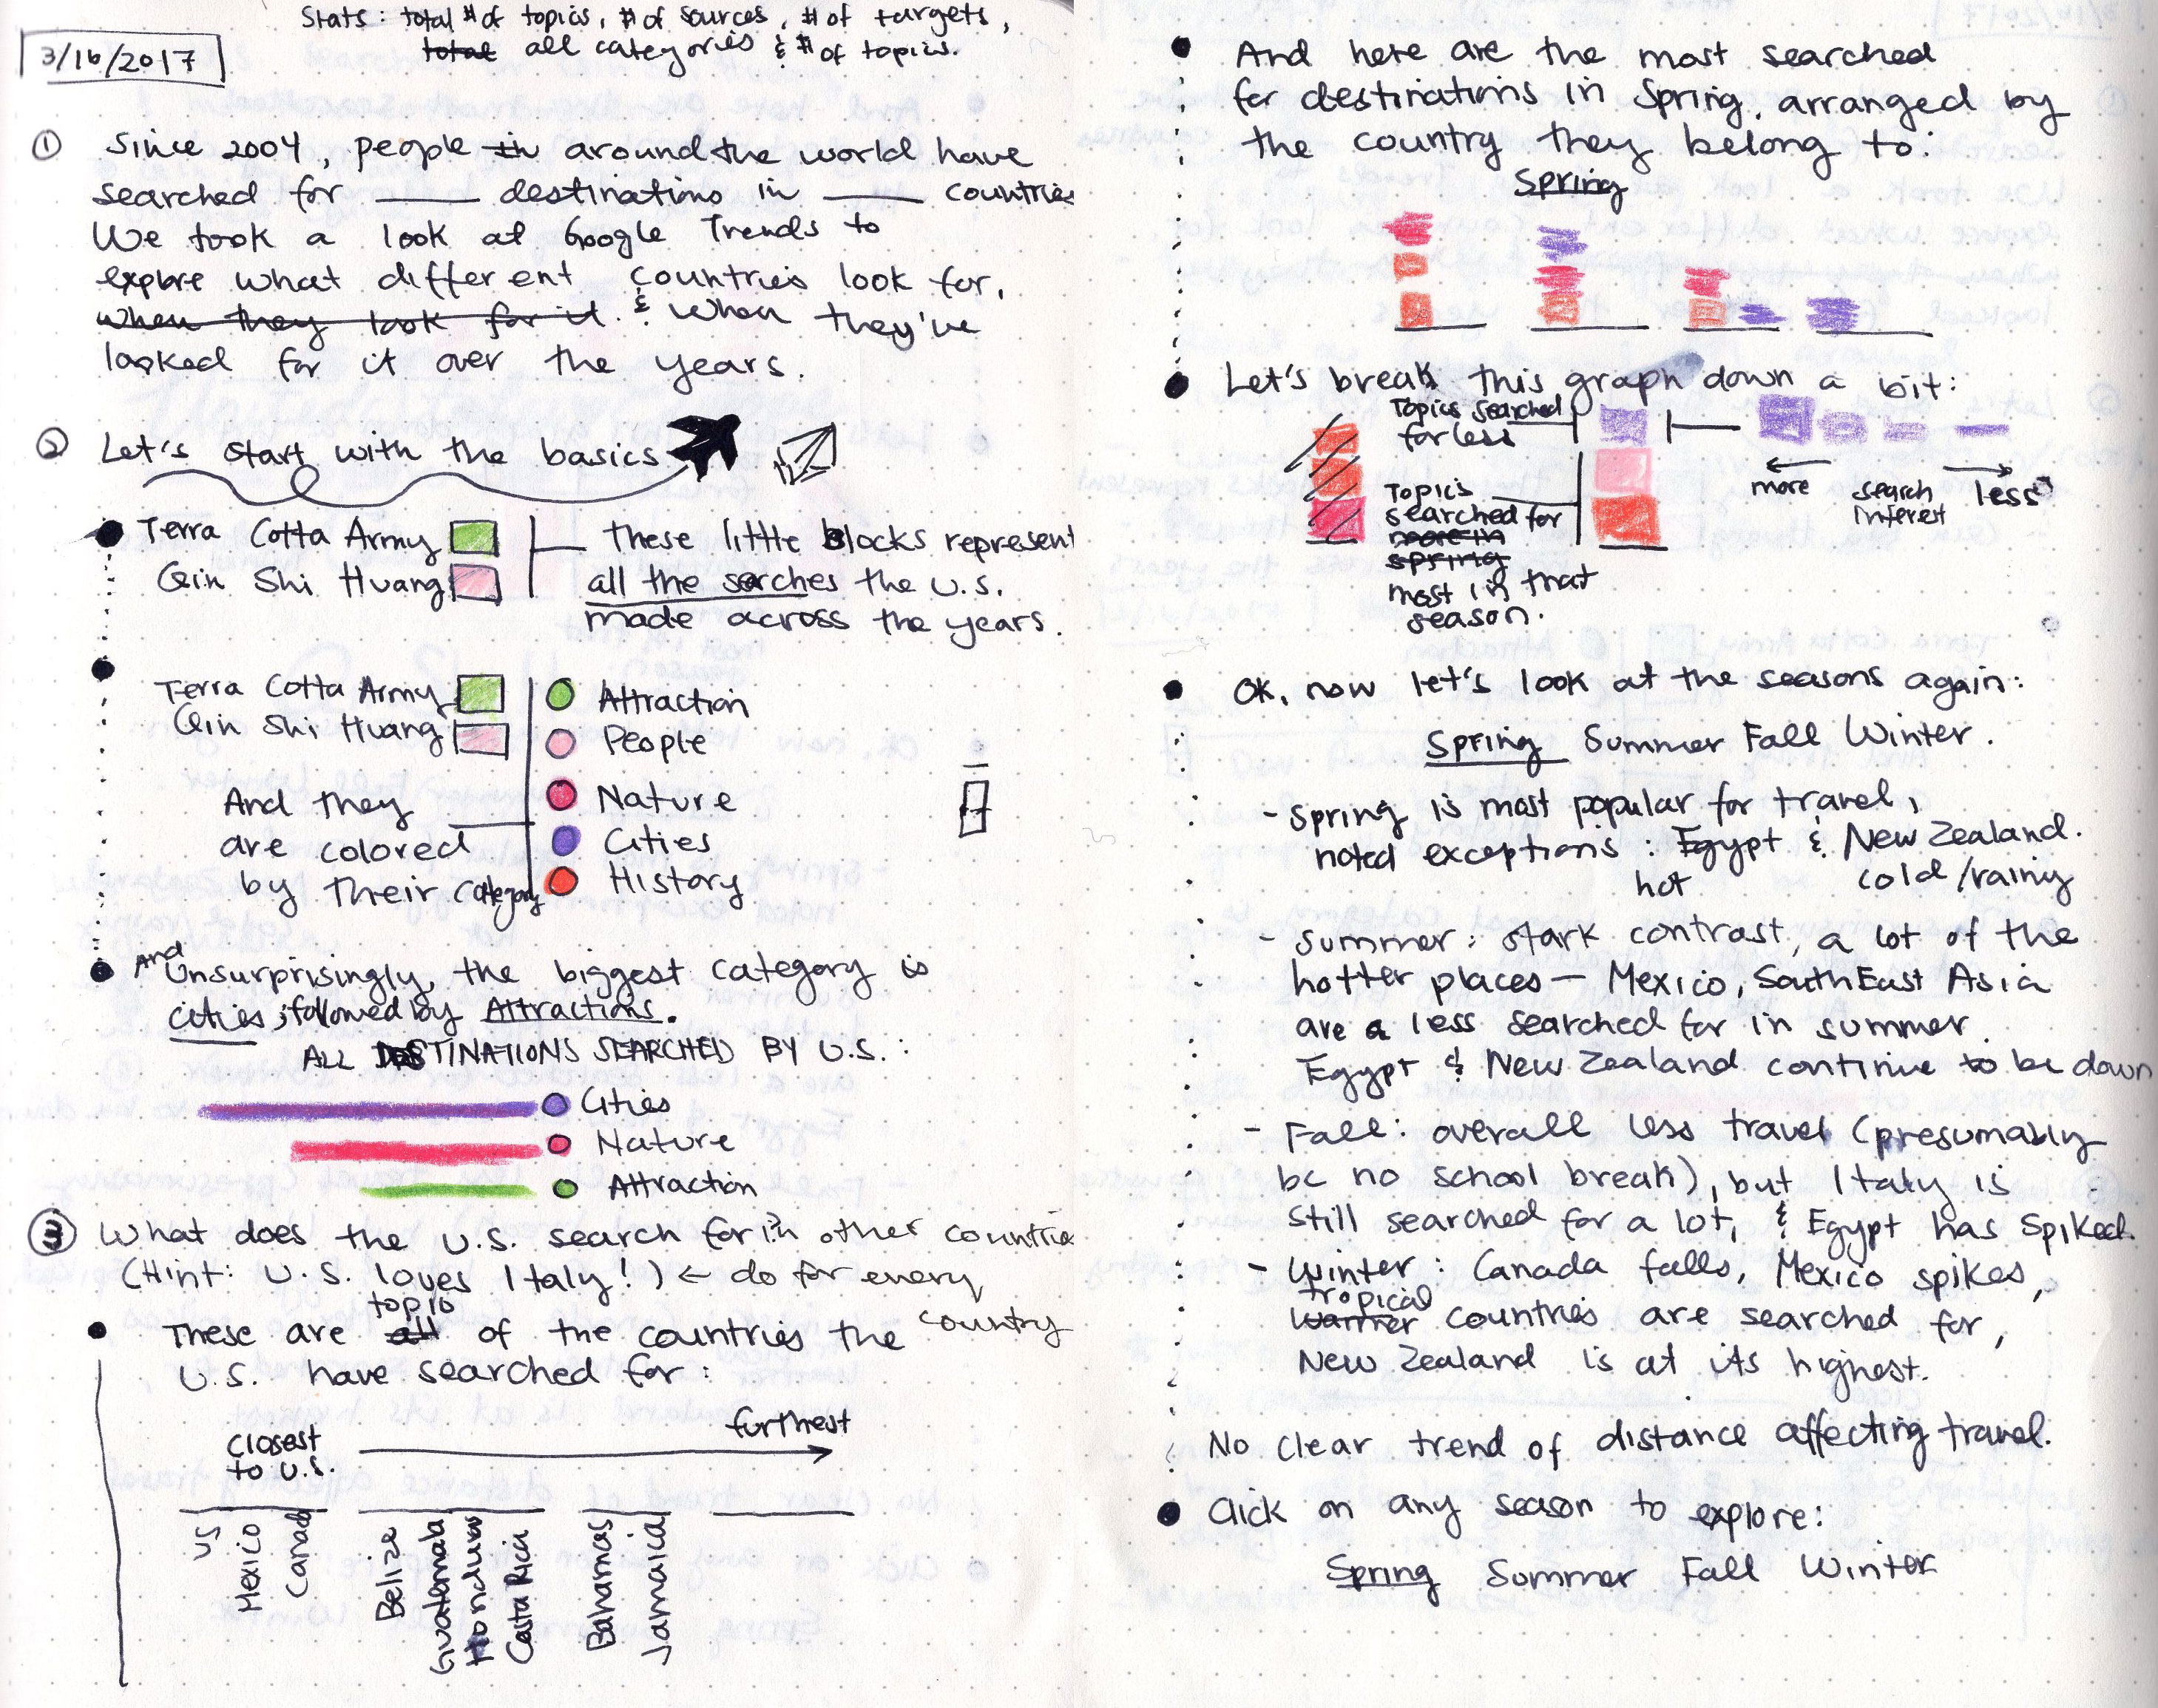 Stats: total # of topics, # of sources, # of targets,
total all categories & # of topics.
3/16/2017
① Since 2004, people in around the world have
searched for ____ destinations in ____ countries
We took a look at Google Trends to
explore what different countries look for,
when they look for it & when they've
looked for it over the years.
② Let's start with the basics
Terra Cotta Army
Qin Shi Huang
These little blocks represent
all the serches the U.S.
made across the years.
Terra Cotta Army
Qin Shi Huang
And they
are colored
by their category
Attraction
People
Nature
Cities
History
And Unsurprisingly, the biggest category is
cities, followed by Attractions.
ALL DESTINATIONS SEARCHED BY U.S.:
Cities
Nature
Attraction
③ What does the U.S. search for in other countrie
(Hint: U.S. loves Italy!) ← do for every
country
These are all top 10 of the countries the
U.S. have searched for:
closest
to U.S.
furthest
US
Mexico
Canada
Belize
Guatemala
Honduras
Costa Rica
Bahamas
Jamaica
And here are the most searched
for destinations in Spring, arranged by
the country they belong to:
Spring
Let's break this graph down a bit:
Topics searched
for less
Topics
searched for
more in
spring
most in that
season.
more
search
interest
less
OK, now let's look at the seasons again:
Spring Summer Fall Winter.
- Spring is most popular for travel,
noted exceptions: Egypt & New Zealand.
hot cold/rainy
- Summer: stark contrast, a lot of the
hotter places — Mexico, SouthEast Asia
are a less searched for in summer.
Egypt & New Zealand continue to be down
- Fall: overall less travel (presumably
bc no school break), but Italy is
still searched for a lot, & Egypt has spiked.
- Winter: Canada falls, Mexico spikes,
warmer tropical countries are searched for,
New Zealand is at its highest.
No clear trend of distance affecting travel.
Click on any season to explore:
Spring Summer Fall Winter